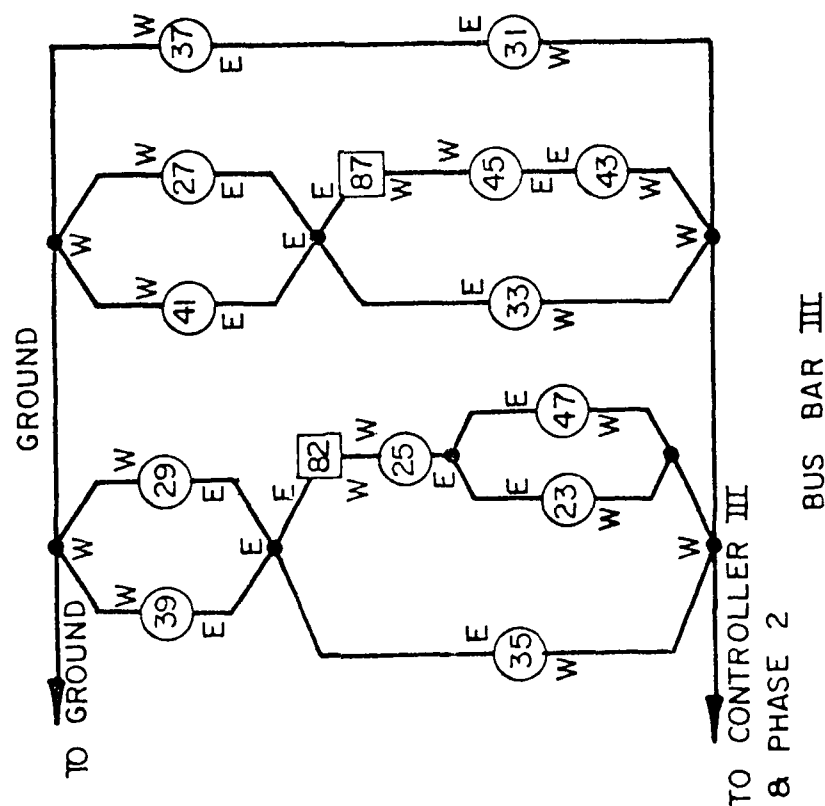 GROUND
TO GROUND
W W
W W W W W
39 29 41 27 37
E E E E E
E E E E
82 87
W W W
25
E
E E E E W E
35 23 47 33 45 31
W W W W E W
E
43
W
W W
TO CONTROLLER III
& PHASE 2
BUS BAR III